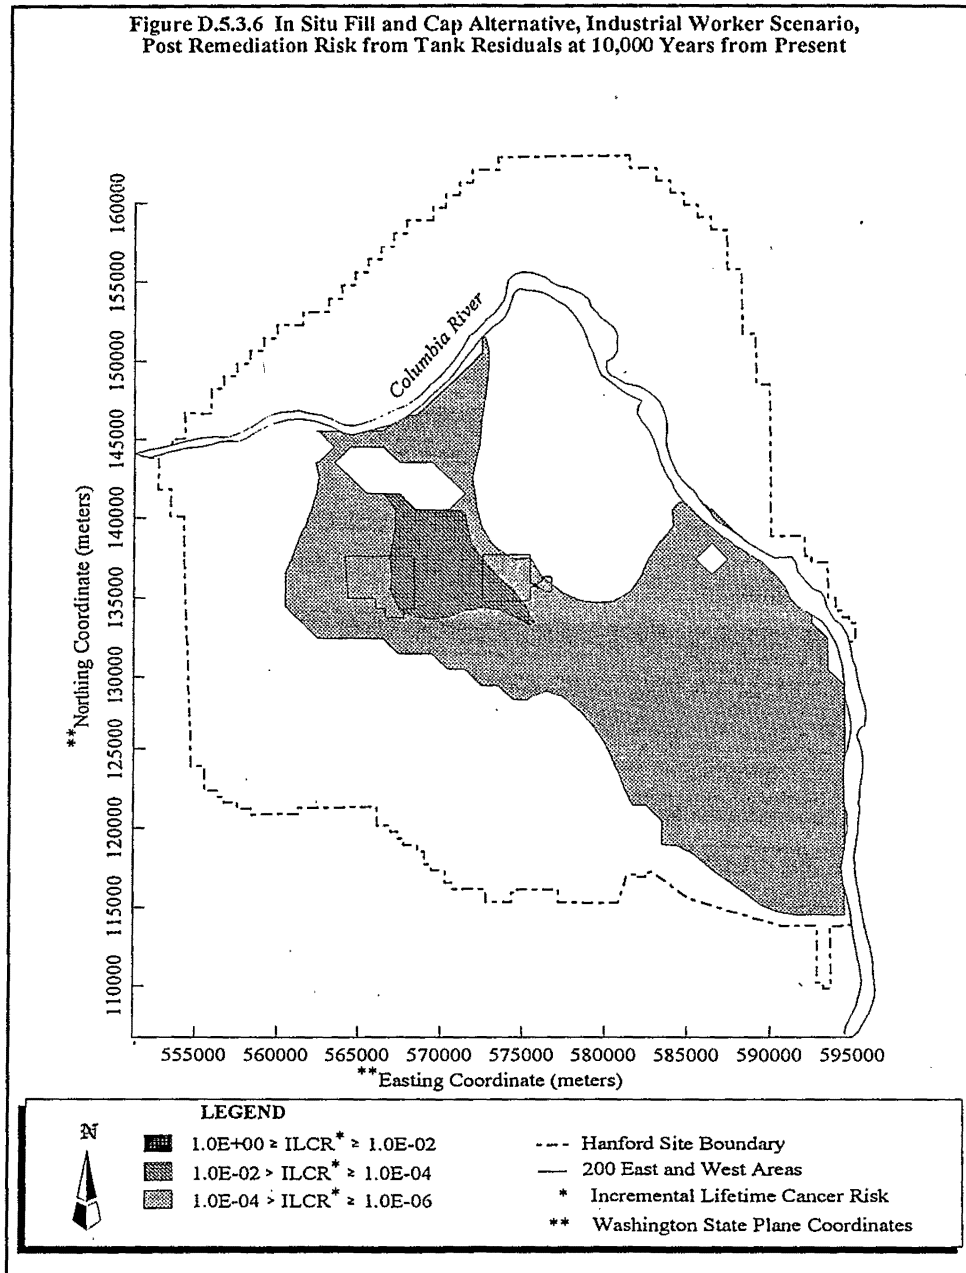 Figure D.5.3.6 In Situ Fill and Cap Alternative, Industrial Worker Scenario,
Post Remediation Risk from Tank Residuals at 10,000 Years from Present
Columbia River
**Northing Coordinate (meters)
160000
155000
150000
145000
140000
135000
130000
125000
120000
115000
110000
555000 560000 565000 570000 575000 580000 585000 590000 595000
**Easting Coordinate (meters)
LEGEND
N
1.0E+00 ≥ ILCR* ≥ 1.0E-02
1.0E-02 > ILCR* ≥ 1.0E-04
1.0E-04 > ILCR* ≥ 1.0E-06
Hanford Site Boundary
200 East and West Areas
* Incremental Lifetime Cancer Risk
** Washington State Plane Coordinates